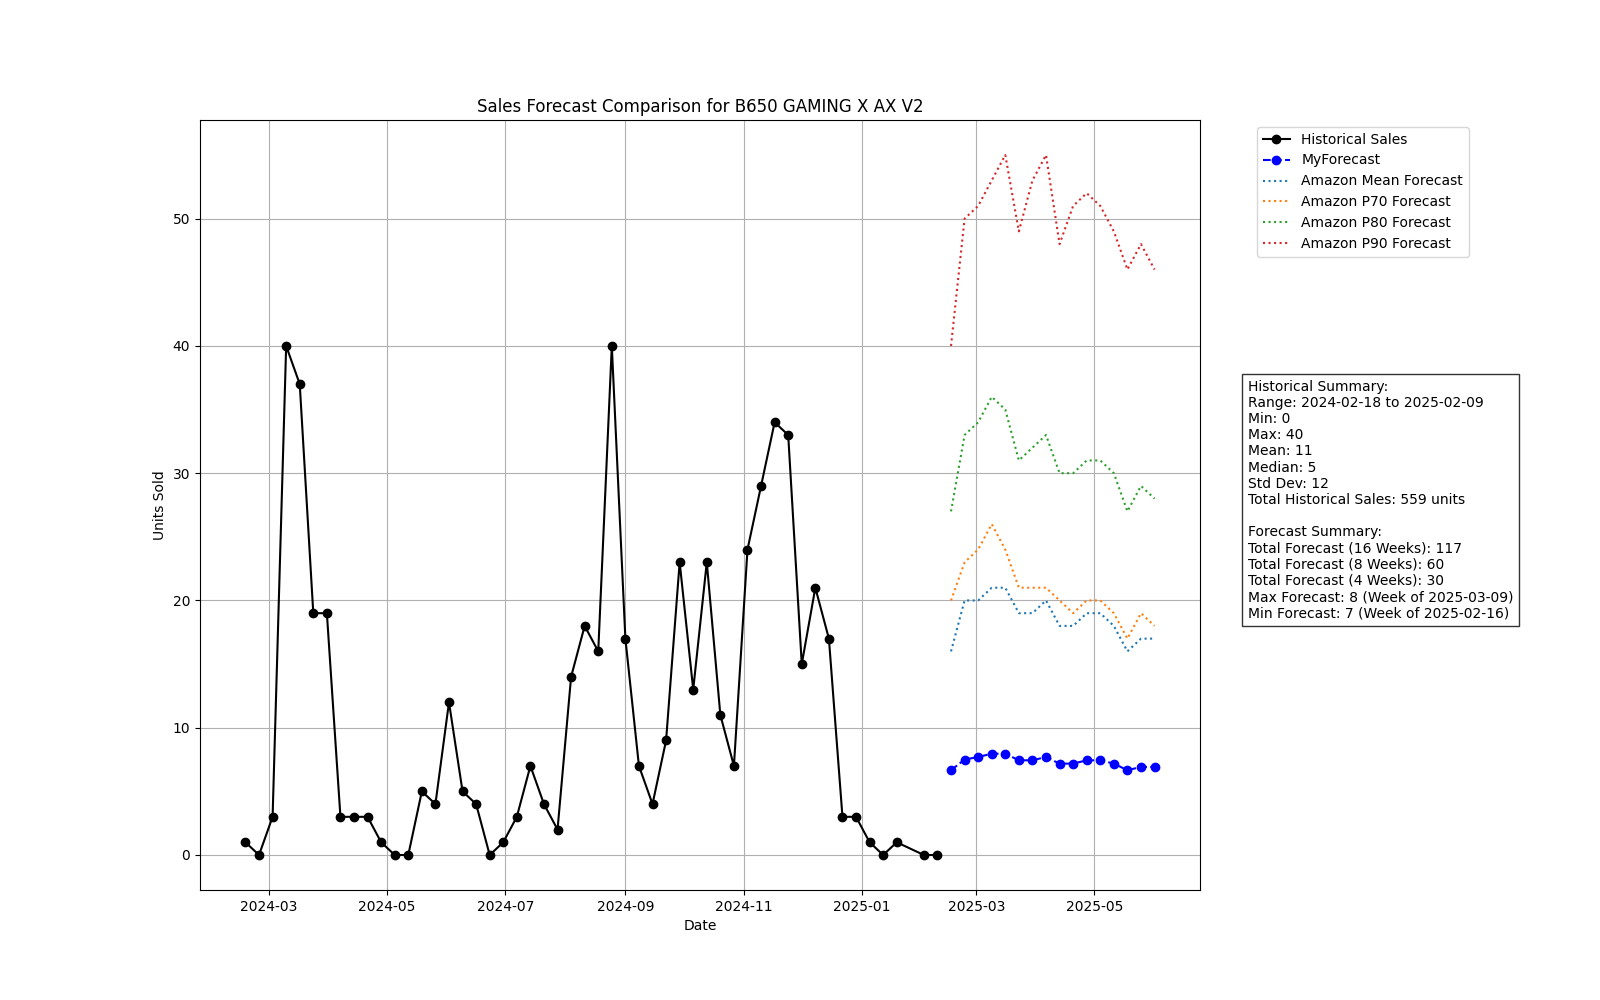 Sales Forecast Comparison for B650 GAMING X AX V2
Units Sold
50
40
30
20
10
0
2024-03
2024-05
2024-07
2024-09
2024-11
2025-01
2025-03
2025-05
Date
Historical Sales
MyForecast
Amazon Mean Forecast
Amazon P70 Forecast
Amazon P80 Forecast
Amazon P90 Forecast
Historical Summary:
Range: 2024-02-18 to 2025-02-09
Min: 0
Max: 40
Mean: 11
Median: 5
Std Dev: 12
Total Historical Sales: 559 units
Forecast Summary:
Total Forecast (16 Weeks): 117
Total Forecast (8 Weeks): 60
Total Forecast (4 Weeks): 30
Max Forecast: 8 (Week of 2025-03-09)
Min Forecast: 7 (Week of 2025-02-16)